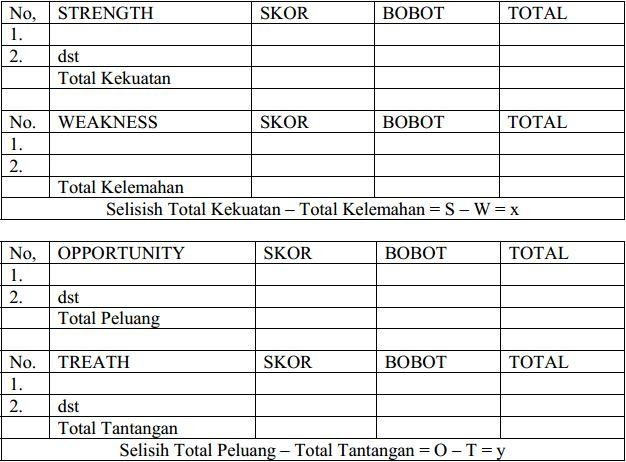 No, STRENGTH SKOR BOBOT TOTAL
1.
2. dst
Total Kekuatan
No. WEAKNESS SKOR BOBOT TOTAL
1.
2.
Total Kelemahan
Selisish Total Kekuatan – Total Kelemahan = S – W = x
No, OPPORTUNITY SKOR BOBOT TOTAL
1.
2. dst
Total Peluang
No. TREATH SKOR BOBOT TOTAL
1.
2. dst
Total Tantangan
Selisih Total Peluang – Total Tantangan = O – T = y